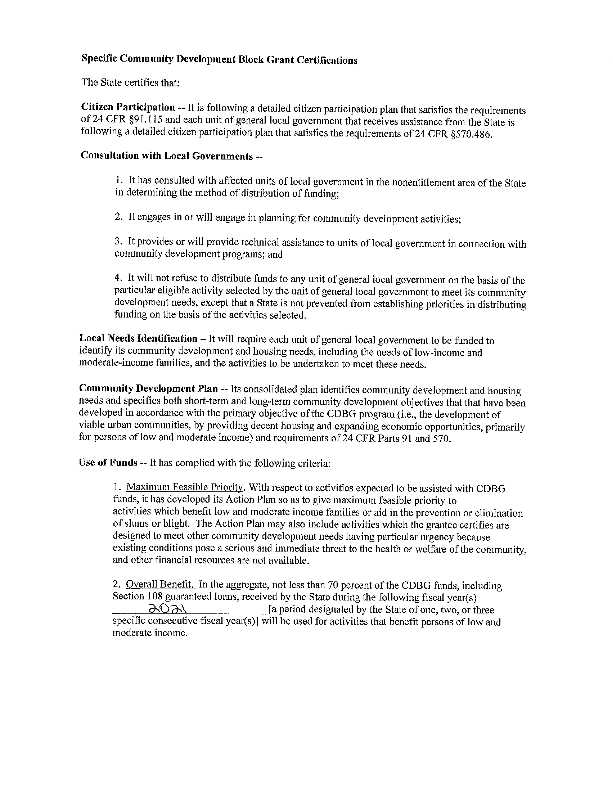 Specific Community Development Block Grant Certifications
The State certifies that:
Citizen Participation -- It is following a detailed citizen participation plan that satisfies the requirements
of 24 CFR §91.115 and each unit of general local government that receives assistance from the State is
following a detailed citizen participation plan that satisfies the requirements of 24 CFR §570.486.
Consultation with Local Governments --
1. It has consulted with affected units of local government in the nonentitlement area of the State
in determining the method of distribution of funding;
2. It engages in or will engage in planning for community development activities;
3. It provides or will provide technical assistance to units of local government in connection with
community development programs; and
4. It will not refuse to distribute funds to any unit of general local government on the basis of the
particular eligible activity selected by the unit of general local government to meet its community
development needs, except that a State is not prevented from establishing priorities in distributing
funding on the basis of the activities selected.
Local Needs Identification -- It will require each unit of general local government to be funded to
identify its community development and housing needs, including the needs of low-income and
moderate-income families, and the activities to be undertaken to meet these needs.
Community Development Plan -- Its consolidated plan identifies community development and housing
needs and specifies both short-term and long-term community development objectives that that have been
developed in accordance with the primary objective of the CDBG program (i.e., the development of
viable urban communities, by providing decent housing and expanding economic opportunities, primarily
for persons of low and moderate income) and requirements of 24 CFR Parts 91 and 570.
Use of Funds -- It has complied with the following criteria:
1. Maximum Feasible Priority. With respect to activities expected to be assisted with CDBG
funds, it has developed its Action Plan so as to give maximum feasible priority to
activities which benefit low and moderate income families or aid in the prevention or elimination
of slums or blight. The Action Plan may also include activities which the grantee certifies are
designed to meet other community development needs having particular urgency because
existing conditions pose a serious and immediate threat to the health or welfare of the community,
and other financial resources are not available.
2. Overall Benefit. In the aggregate, not less than 70 percent of the CDBG funds, including
Section 108 guaranteed loans, received by the State during the following fiscal year(s)
2021 [a period designated by the State of one, two, or three
specific consecutive fiscal year(s)] will be used for activities that benefit persons of low and
moderate income.